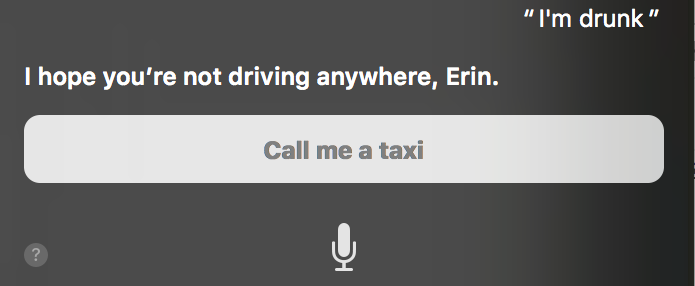 “I'm drunk”
I hope you’re not driving anywhere, Erin.
Call me a taxi
?